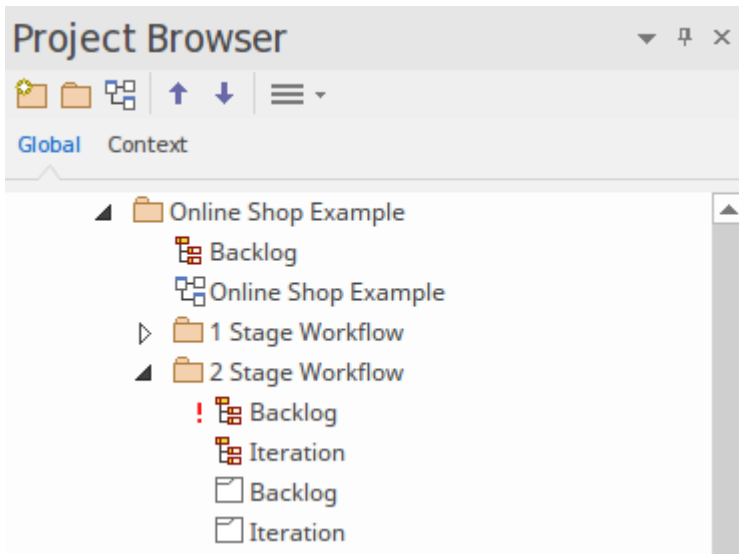 Project Browser
Global Context
Online Shop Example
Backlog
Online Shop Example
1 Stage Workflow
2 Stage Workflow
! Backlog
Iteration
Backlog
Iteration